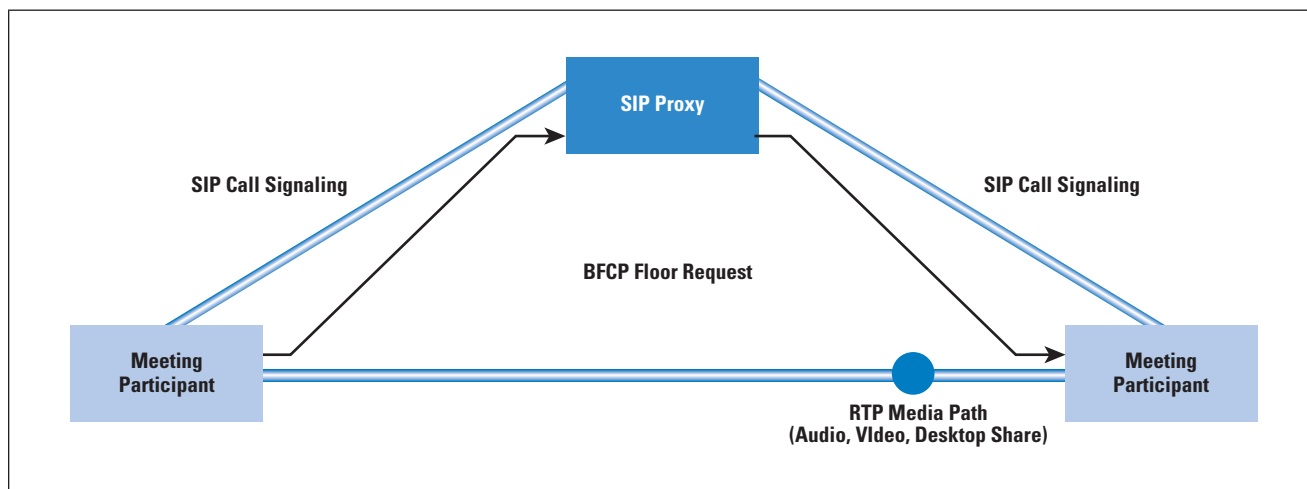 SIP Proxy
SIP Call Signaling
SIP Call Signaling
BFCP Floor Request
Meeting
Participant
Meeting
Participant
RTP Media Path
(Audio, VIdeo, Desktop Share)